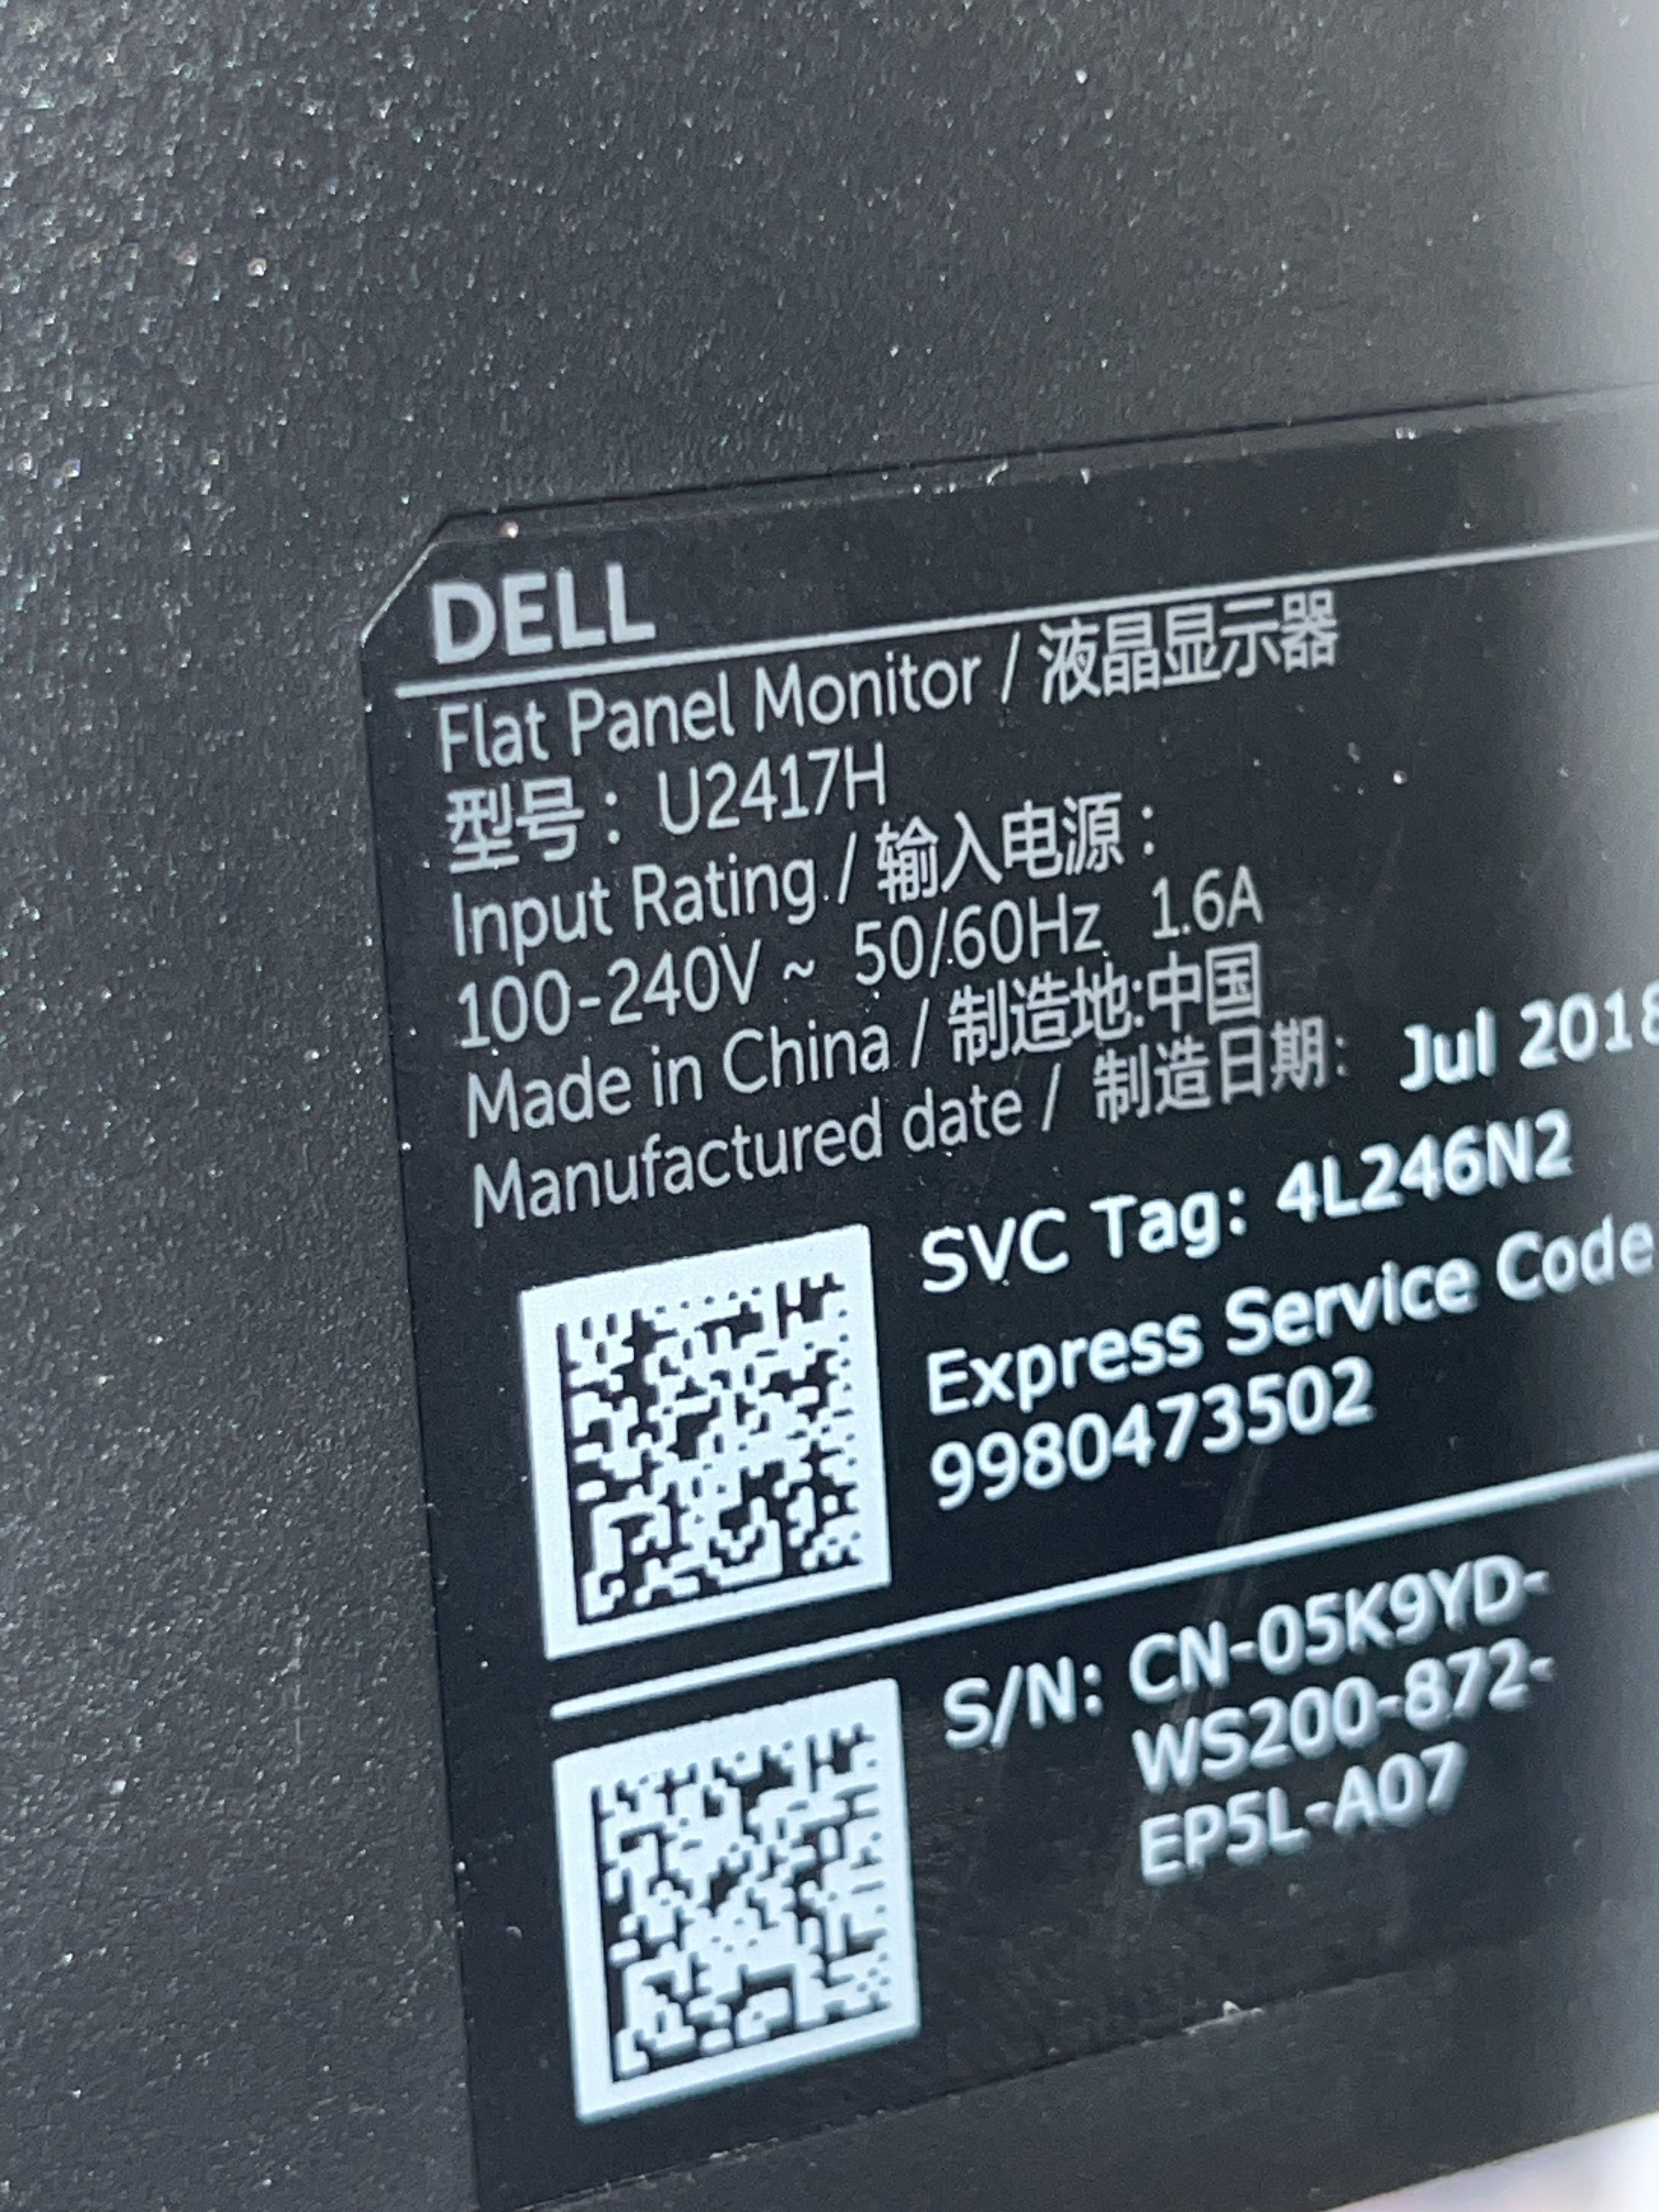 DELL
Flat Panel Monitor / 液晶显示器
型号： U2417H
Input Rating / 输入电源：
100-240V ~ 50/60Hz 1.6A
Made in China / 制造地:中国
Manufactured date / 制造日期: Jul 2018
SVC Tag: 4L246N2
Express Service Code
9980473502
S/N: CN-05K9YD-
WS200-872-
EP5L-A07